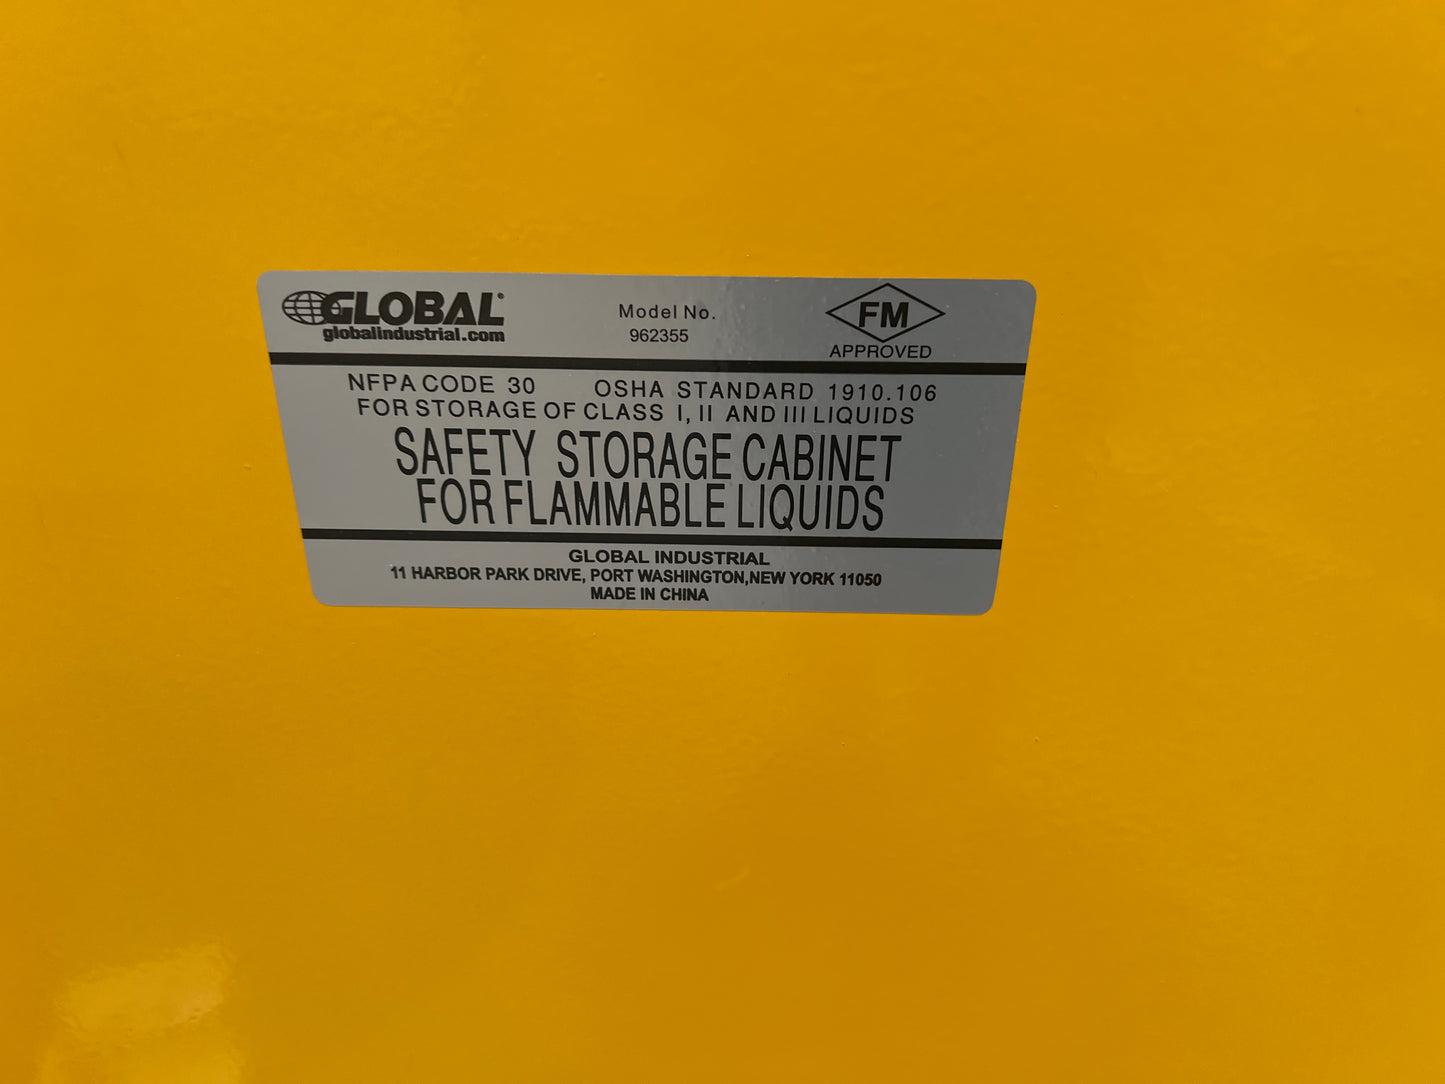 GLOBAL®
globalindustrial.com
Model No.
962355
FM
APPROVED
NFPA CODE 30 OSHA STANDARD 1910.106
FOR STORAGE OF CLASS I, II AND III LIQUIDS
SAFETY STORAGE CABINET
FOR FLAMMABLE LIQUIDS
GLOBAL INDUSTRIAL
11 HARBOR PARK DRIVE, PORT WASHINGTON,NEW YORK 11050
MADE IN CHINA